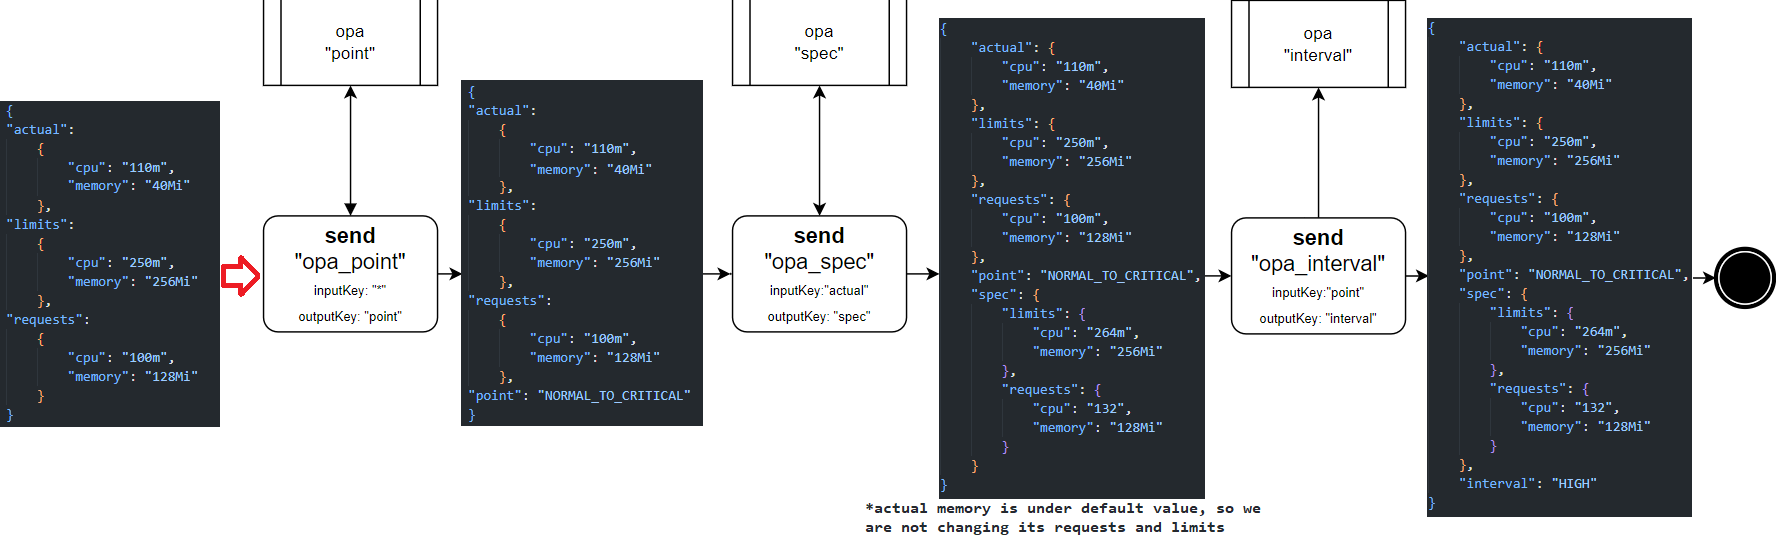 {
"actual":
{
"cpu": "110m",
"memory": "40Mi"
},
"limits":
{
"cpu": "250m",
"memory": "256Mi"
},
"requests":
{
"cpu": "100m",
"memory": "128Mi"
}
}
opa
"point"
send
"opa_point"
inputKey: "*"
outputKey: "point"
{
"actual":
{
"cpu": "110m",
"memory": "40Mi"
},
"limits":
{
"cpu": "250m",
"memory": "256Mi"
},
"requests":
{
"cpu": "100m",
"memory": "128Mi"
},
"point": "NORMAL_TO_CRITICAL"
}
opa
"spec"
send
"opa_spec"
inputKey:"actual"
outputKey: "spec"
{
"actual": {
"cpu": "110m",
"memory": "40Mi"
},
"limits": {
"cpu": "250m",
"memory": "256Mi"
},
"requests": {
"cpu": "100m",
"memory": "128Mi"
},
"point": "NORMAL_TO_CRITICAL",
"spec": {
"limits": {
"cpu": "264m",
"memory": "256Mi"
},
"requests": {
"cpu": "132",
"memory": "128Mi"
}
}
}
*actual memory is under default value, so we
are not changing its requests and limits
opa
"interval"
send
"opa_interval"
inputKey:"point"
outputKey: "interval"
{
"actual": {
"cpu": "110m",
"memory": "40Mi"
},
"limits": {
"cpu": "250m",
"memory": "256Mi"
},
"requests": {
"cpu": "100m",
"memory": "128Mi"
},
"point": "NORMAL_TO_CRITICAL",
"spec": {
"limits": {
"cpu": "264m",
"memory": "256Mi"
},
"requests": {
"cpu": "132",
"memory": "128Mi"
}
},
"interval": "HIGH"
}